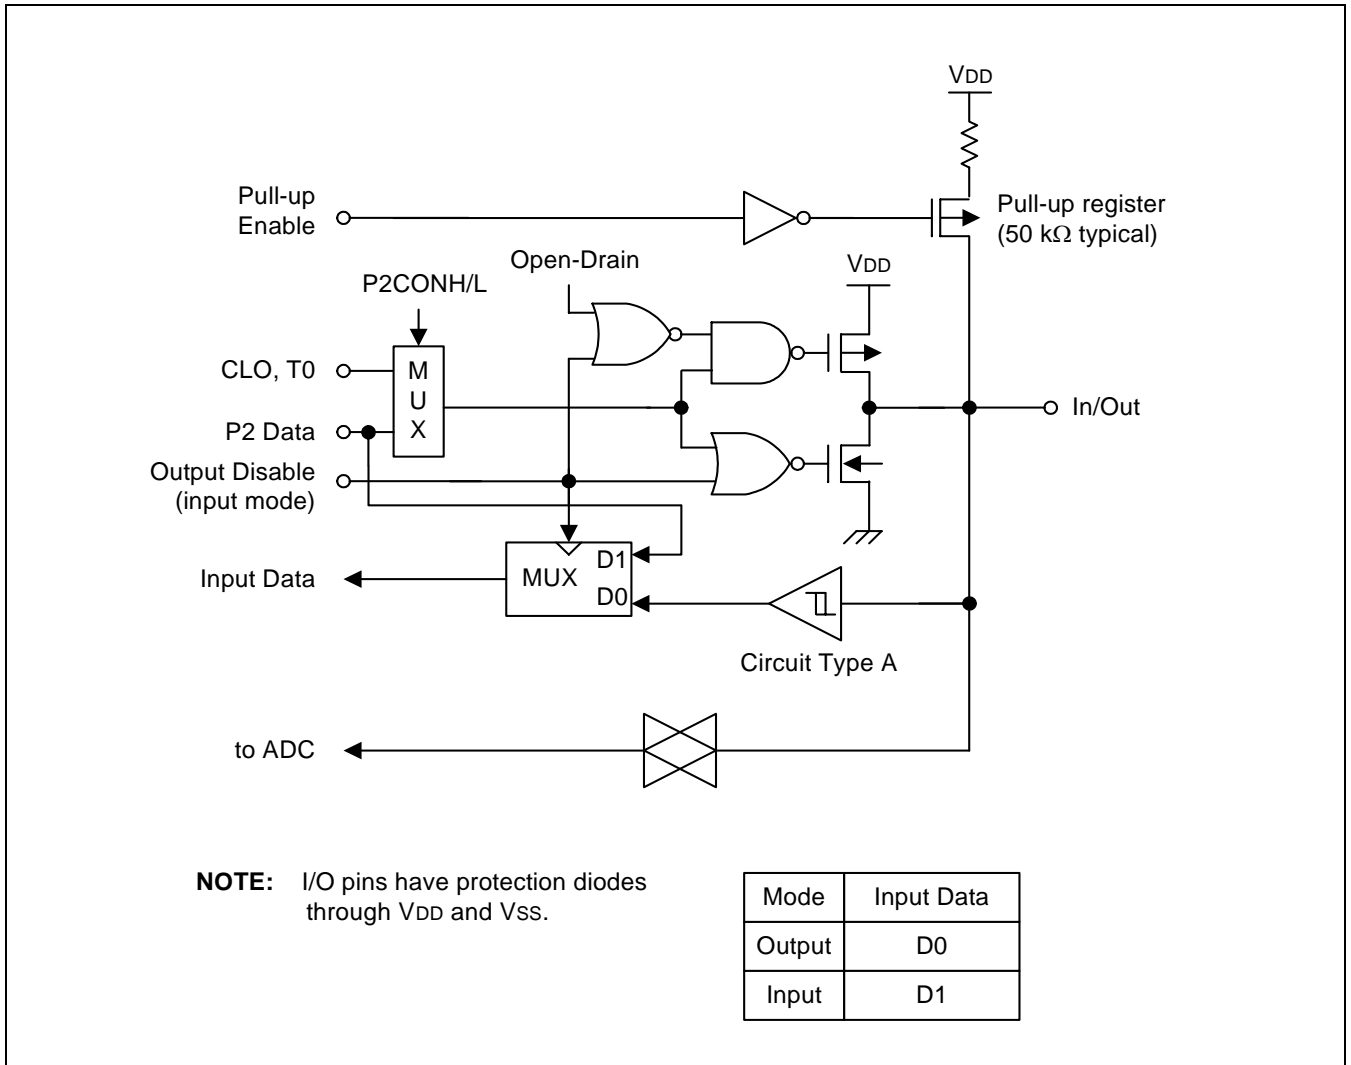 VDD
Pull-up
Enable
Pull-up register
(50 kΩ typical)
Open-Drain
VDD
P2CONH/L
CLO, T0
M
U
X
In/Out
P2 Data
Output Disable
(input mode)
D1
MUX
Input Data
D0
Circuit Type A
to ADC
NOTE: I/O pins have protection diodes
through VDD and VSS.
Mode Input Data
Output D0
Input D1